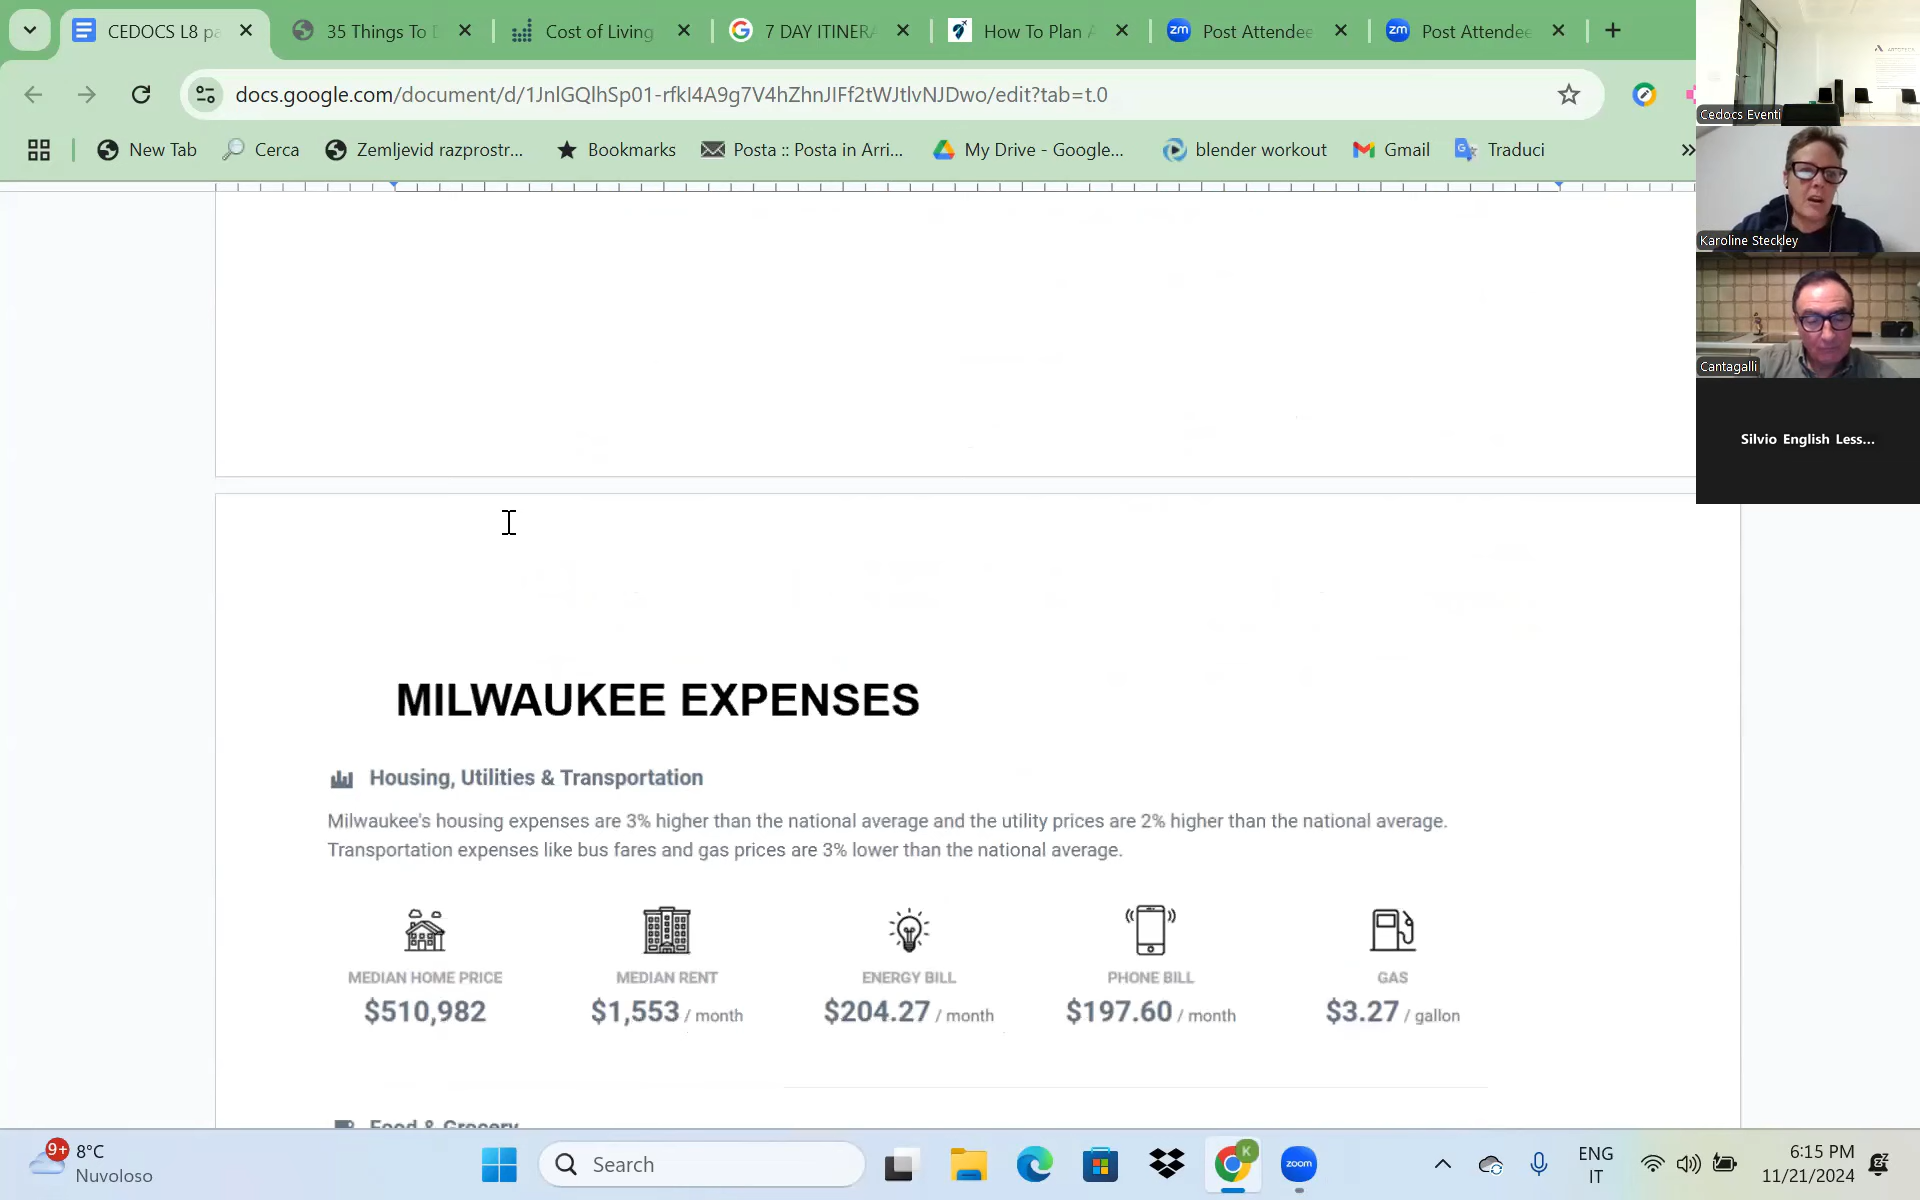 CEDOCS L8 pa
35 Things To D
Cost of Living
7 DAY ITINERA
How To Plan A
zm Post Attendee
zm Post Attendee
docs.google.com/document/d/1JnlGQlhSp01-rfkI4A9g7V4hZhnJIFf2tWJtlvNJDwo/edit?tab=t.0
New Tab
Cerca
Zemljevid razprostr...
Bookmarks
Posta :: Posta in Arri...
My Drive - Google...
blender workout
Gmail
Traduci
»
Cedocs Eventi
Karoline Steckley
Cantagalli
Silvio English Less...
MILWAUKEE EXPENSES
Housing, Utilities & Transportation
Milwaukee's housing expenses are 3% higher than the national average and the utility prices are 2% higher than the national average.
Transportation expenses like bus fares and gas prices are 3% lower than the national average.
MEDIAN HOME PRICE
$510,982
MEDIAN RENT
$1,553 / month
ENERGY BILL
$204.27 / month
PHONE BILL
$197.60 / month
GAS
$3.27 / gallon
Food & Grocery
9+
8°C
Nuvoloso
Search
K
zoom
ENG
IT
6:15 PM
11/21/2024